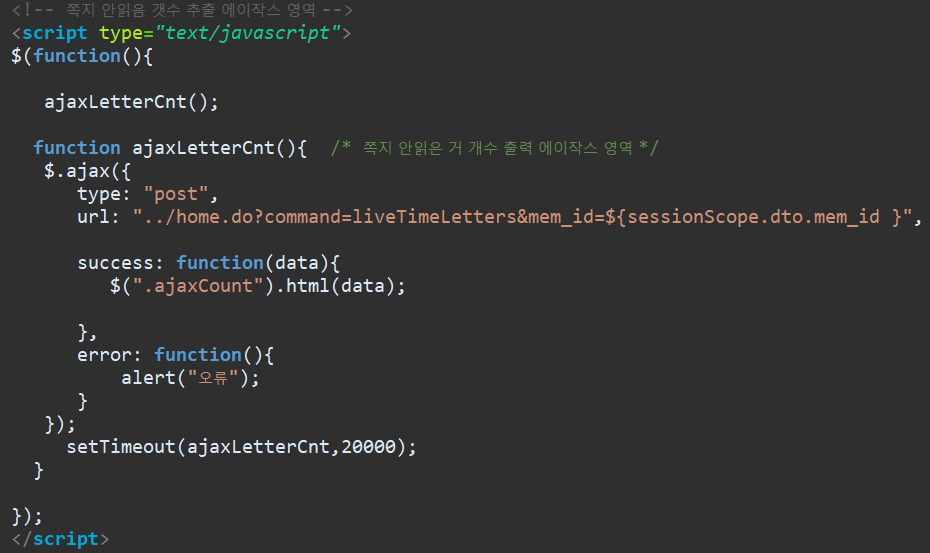 <!-- 쪽지 안읽음 갯수 추출 에이작스 영역 -->
<script type="text/javascript">
$(function(){
ajaxLetterCnt();
function ajaxLetterCnt(){ /* 쪽지 안읽은 거 개수 출력 에이작스 영역 */
$.ajax({
type: "post",
url: "../home.do?command=liveTimeLetters&mem_id=${sessionScope.dto.mem_id }",
success: function(data){
$(".ajaxCount").html(data);
},
error: function(){
alert("오류");
}
});
setTimeout(ajaxLetterCnt,20000);
}
});
</script>